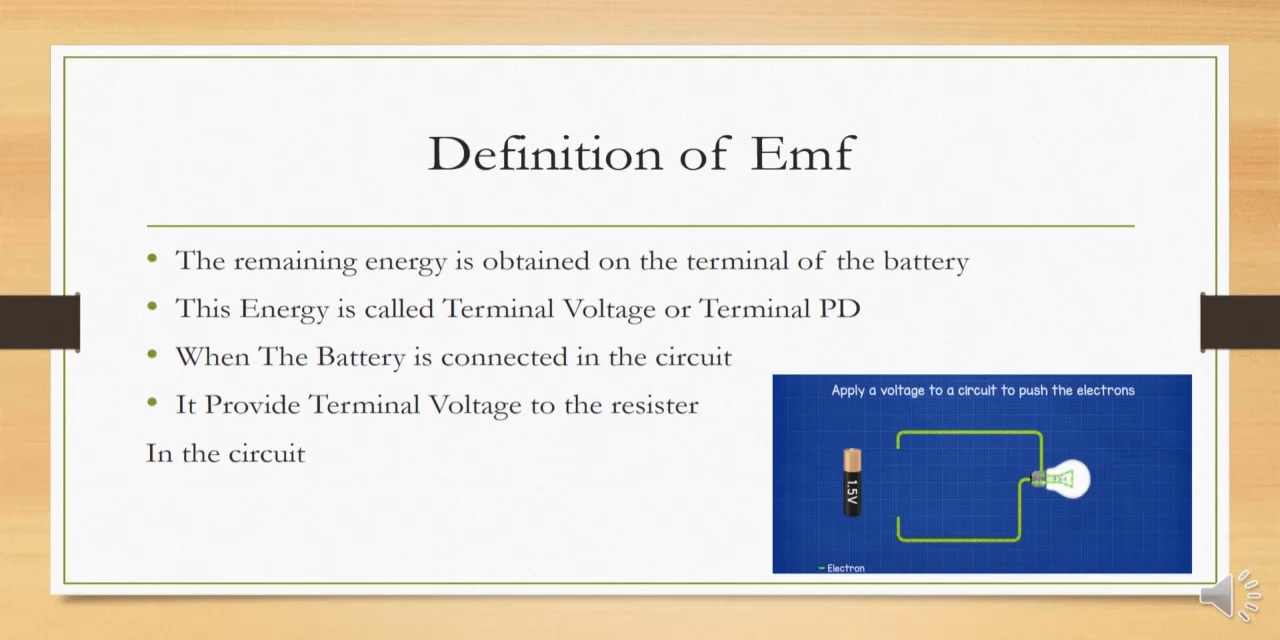 Definition of Emf
The remaining energy is obtained on the terminal of the battery
This Energy is called Terminal Voltage or Terminal PD
When The Battery is connected in the circuit
It Provide Terminal Voltage to the resister
In the circuit
Apply a voltage to a circuit to push the electrons
1.5V
Electron